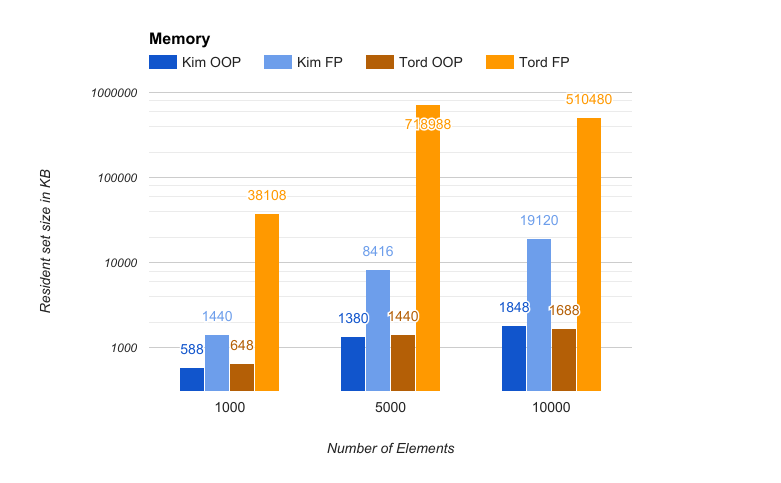 Memory
Kim OOP Kim FP Tord OOP Tord FP
1000000
100000
10000
1000
Resident set size in KB
588 1440 648 38108
1380 8416 1440 718988
1848 19120 1688 510480
1000 5000 10000
Number of Elements